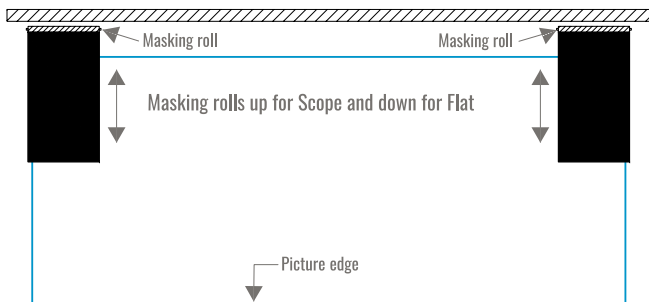 Masking roll
Masking roll
Masking rolls up for Scope and down for Flat
Picture edge